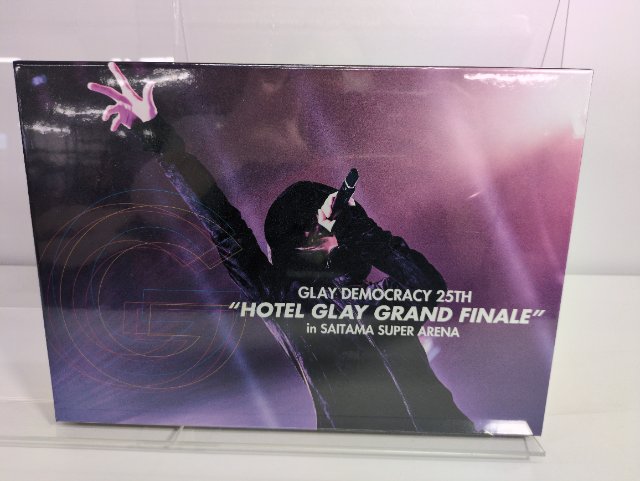 GLAY DEMOCRACY 25TH
“HOTEL GLAY GRAND FINALE”
in SAITAMA SUPER ARENA